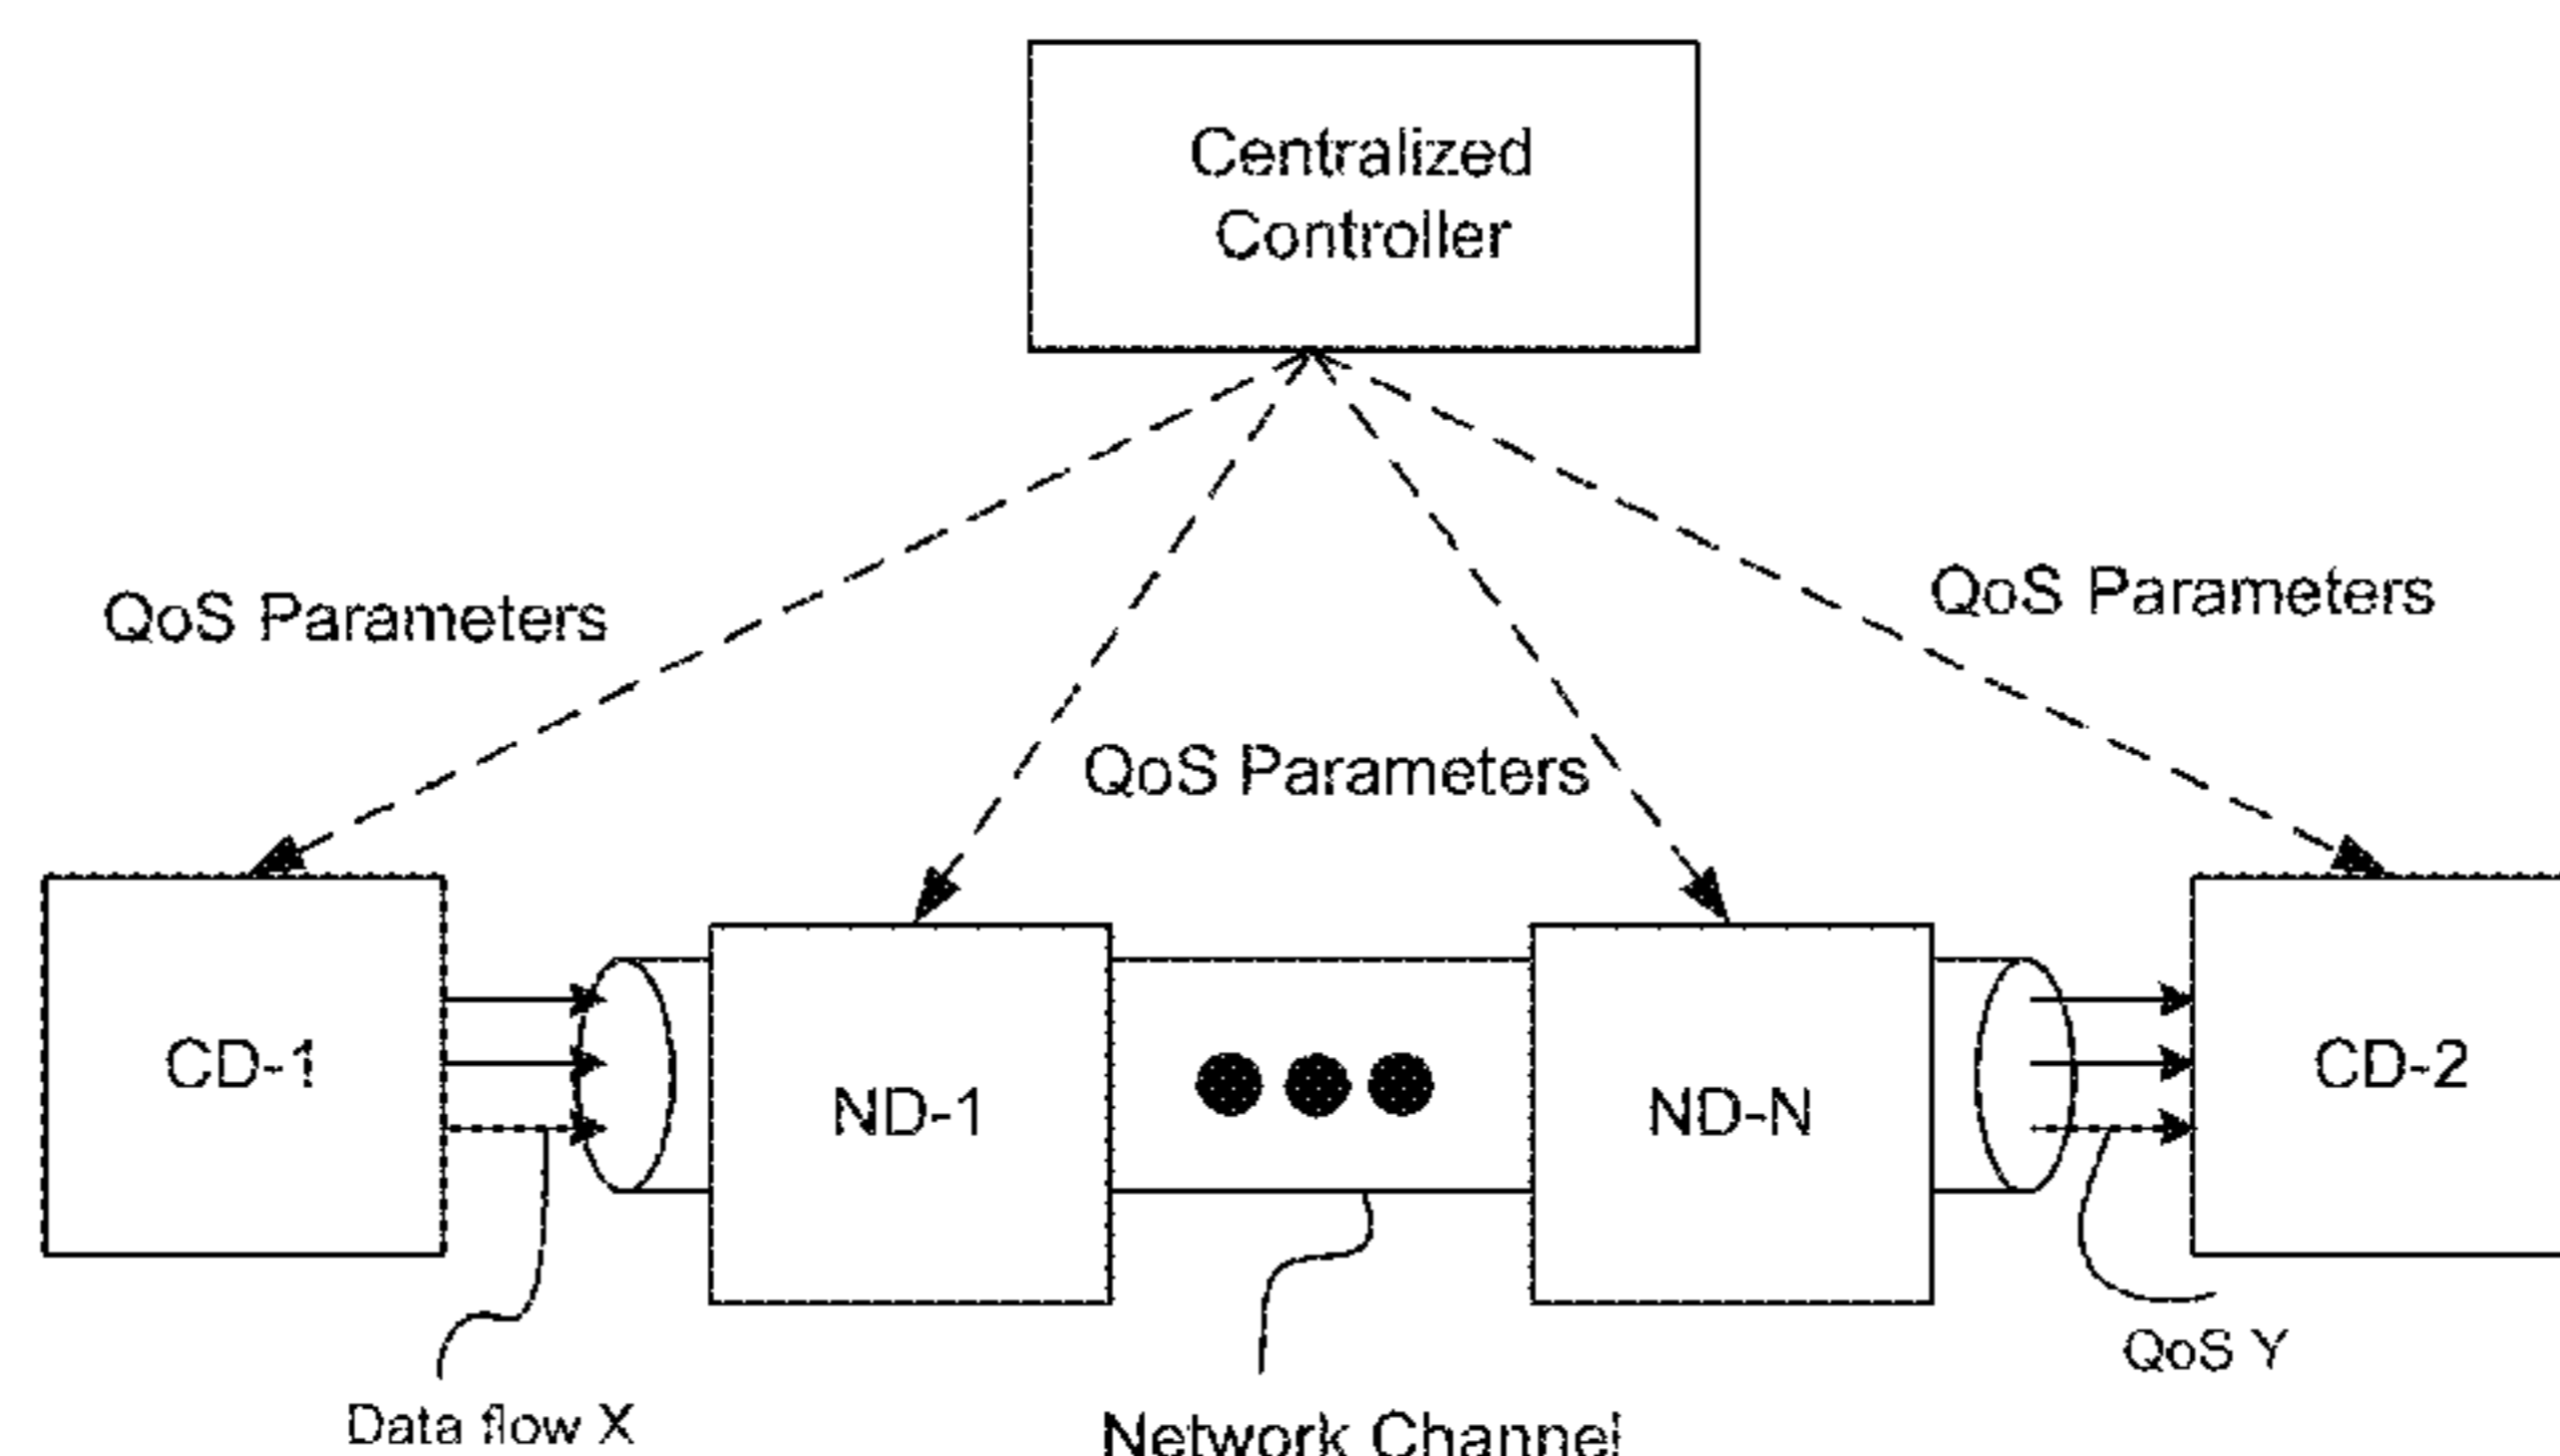 Centralized
Controller
QoS Parameters
QoS Parameters
QoS Parameters
CD-1
ND-1
ND-N
CD-2
QoS Y
Data flow X
Network Channel